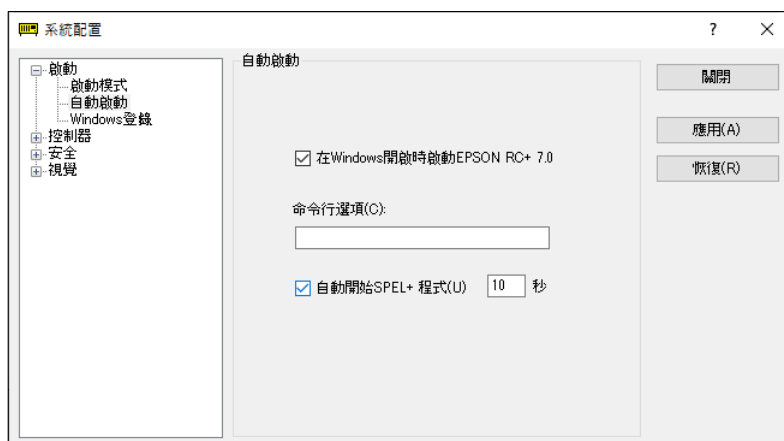 系統配置
啟動
啟動模式
自動啟動
Windows登錄
控制器
安全
視覺
自動啟動
在Windows開啟時啟動EPSON RC+ 7.0
命令行選項(C):
自動開始SPEL+ 程式(U) 10 秒
關閉
應用(A)
恢復(R)